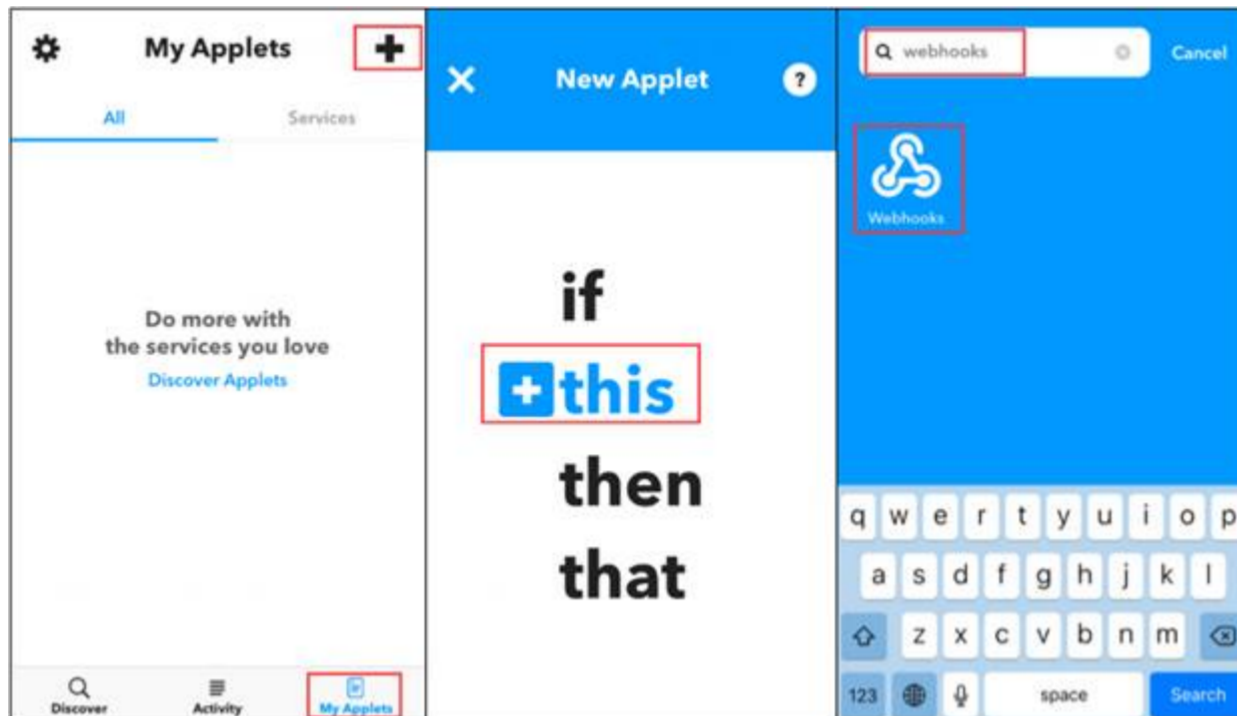 My Applets
All Services
Do more with
the services you love
Discover Applets
Discover Activity My Applets
New Applet ?
if
this
then
that
webhooks Cancel
Webhooks
q w e r t y u i o p
a s d f g h j k l
z x c v b n m
123 space Search